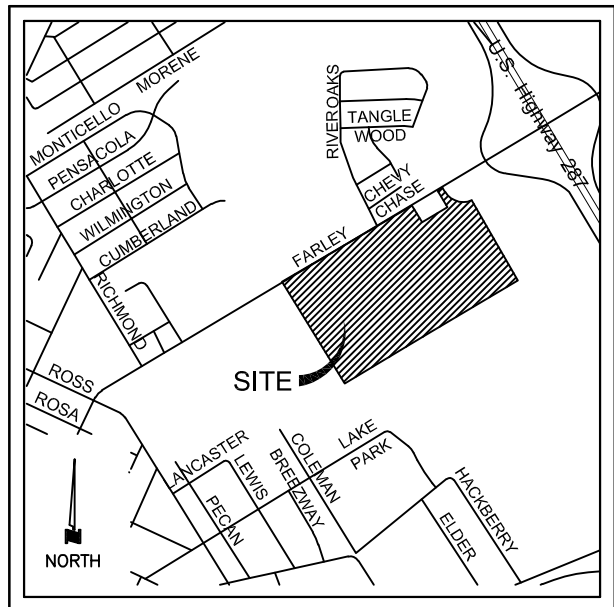 MORENE
MONTICELLO
PENSACOLA
CHARLOTTE
WILMINGTON
CUMBERLAND
RICHMOND
RIVEROAKS
TANGLE
WOOD
CHEVY
CHASE
U.S. Highway 287
FARLEY
SITE
ROSS
ROSA
LANCASTER
LEWIS
PECAN
COLEMAN
BREEZWAY
LAKE
PARK
HACKBERRY
ELDER
NORTH